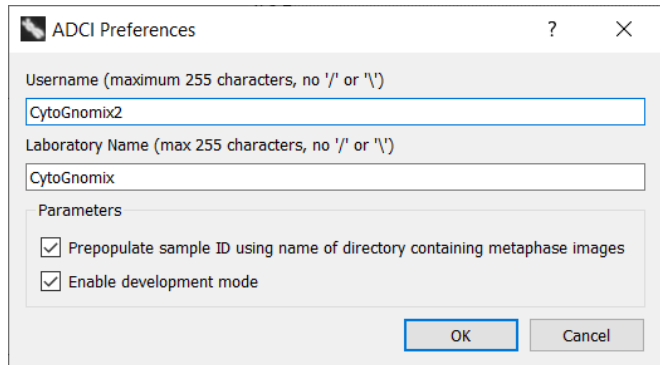 ADCI Preferences
Username (maximum 255 characters, no '/' or '\')
CytoGnomix2
Laboratory Name (max 255 characters, no '/' or '\')
CytoGnomix
Parameters
Prepopulate sample ID using name of directory containing metaphase images
Enable development mode
OK Cancel